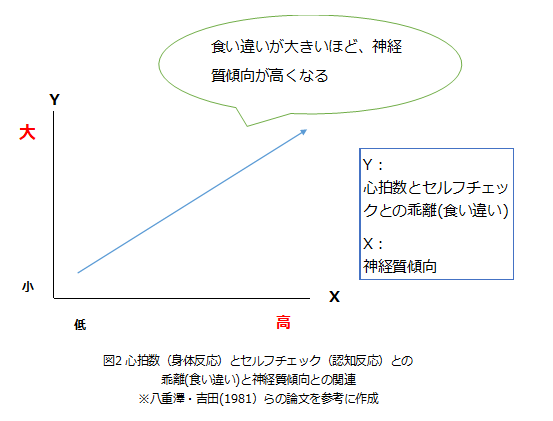 食い違いが大きいほど、神経
質傾向が高くなる
Y
大
小
低
高
X
Y：
心拍数とセルフチェッ
クとの乖離(食い違い)
X：
神経質傾向
図2 心拍数（身体反応）とセルフチェック（認知反応）との
乖離(食い違い)と神経質傾向との関連
※八重澤・吉田(1981）らの論文を参考に作成